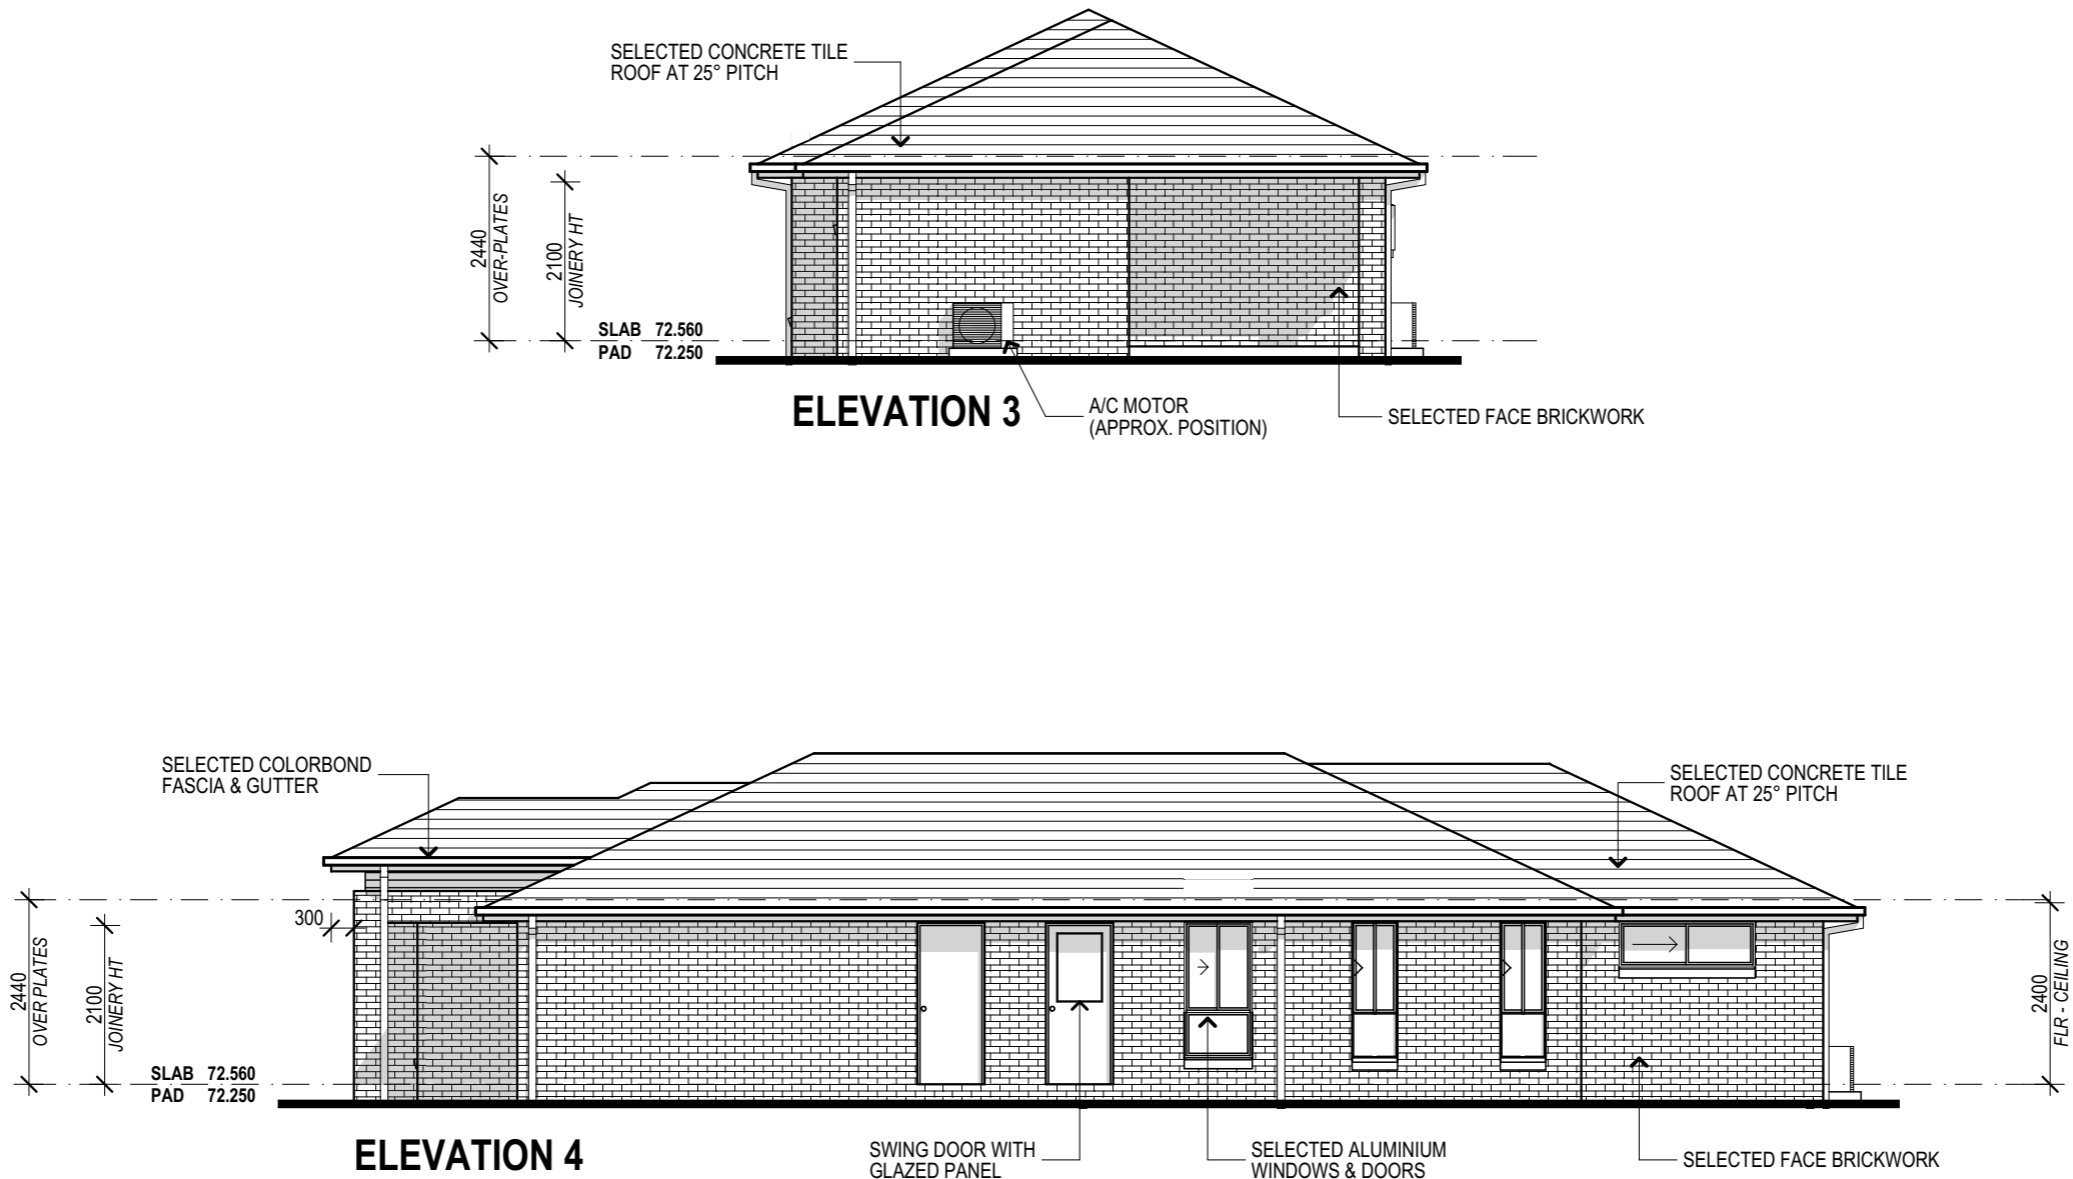 SELECTED CONCRETE TILE
ROOF AT 25° PITCH
2440
OVER-PLATES
2100
JOINERY HT
SLAB 72.560
PAD 72.250
ELEVATION 3
A/C MOTOR
(APPROX. POSITION)
SELECTED FACE BRICKWORK
SELECTED COLORBOND
FASCIA & GUTTER
SELECTED CONCRETE TILE
ROOF AT 25° PITCH
300
2440
OVER PLATES
2100
JOINERY HT
2400
FLR - CEILING
SLAB 72.560
PAD 72.250
ELEVATION 4
SWING DOOR WITH
GLAZED PANEL
SELECTED ALUMINIUM
WINDOWS & DOORS
SELECTED FACE BRICKWORK